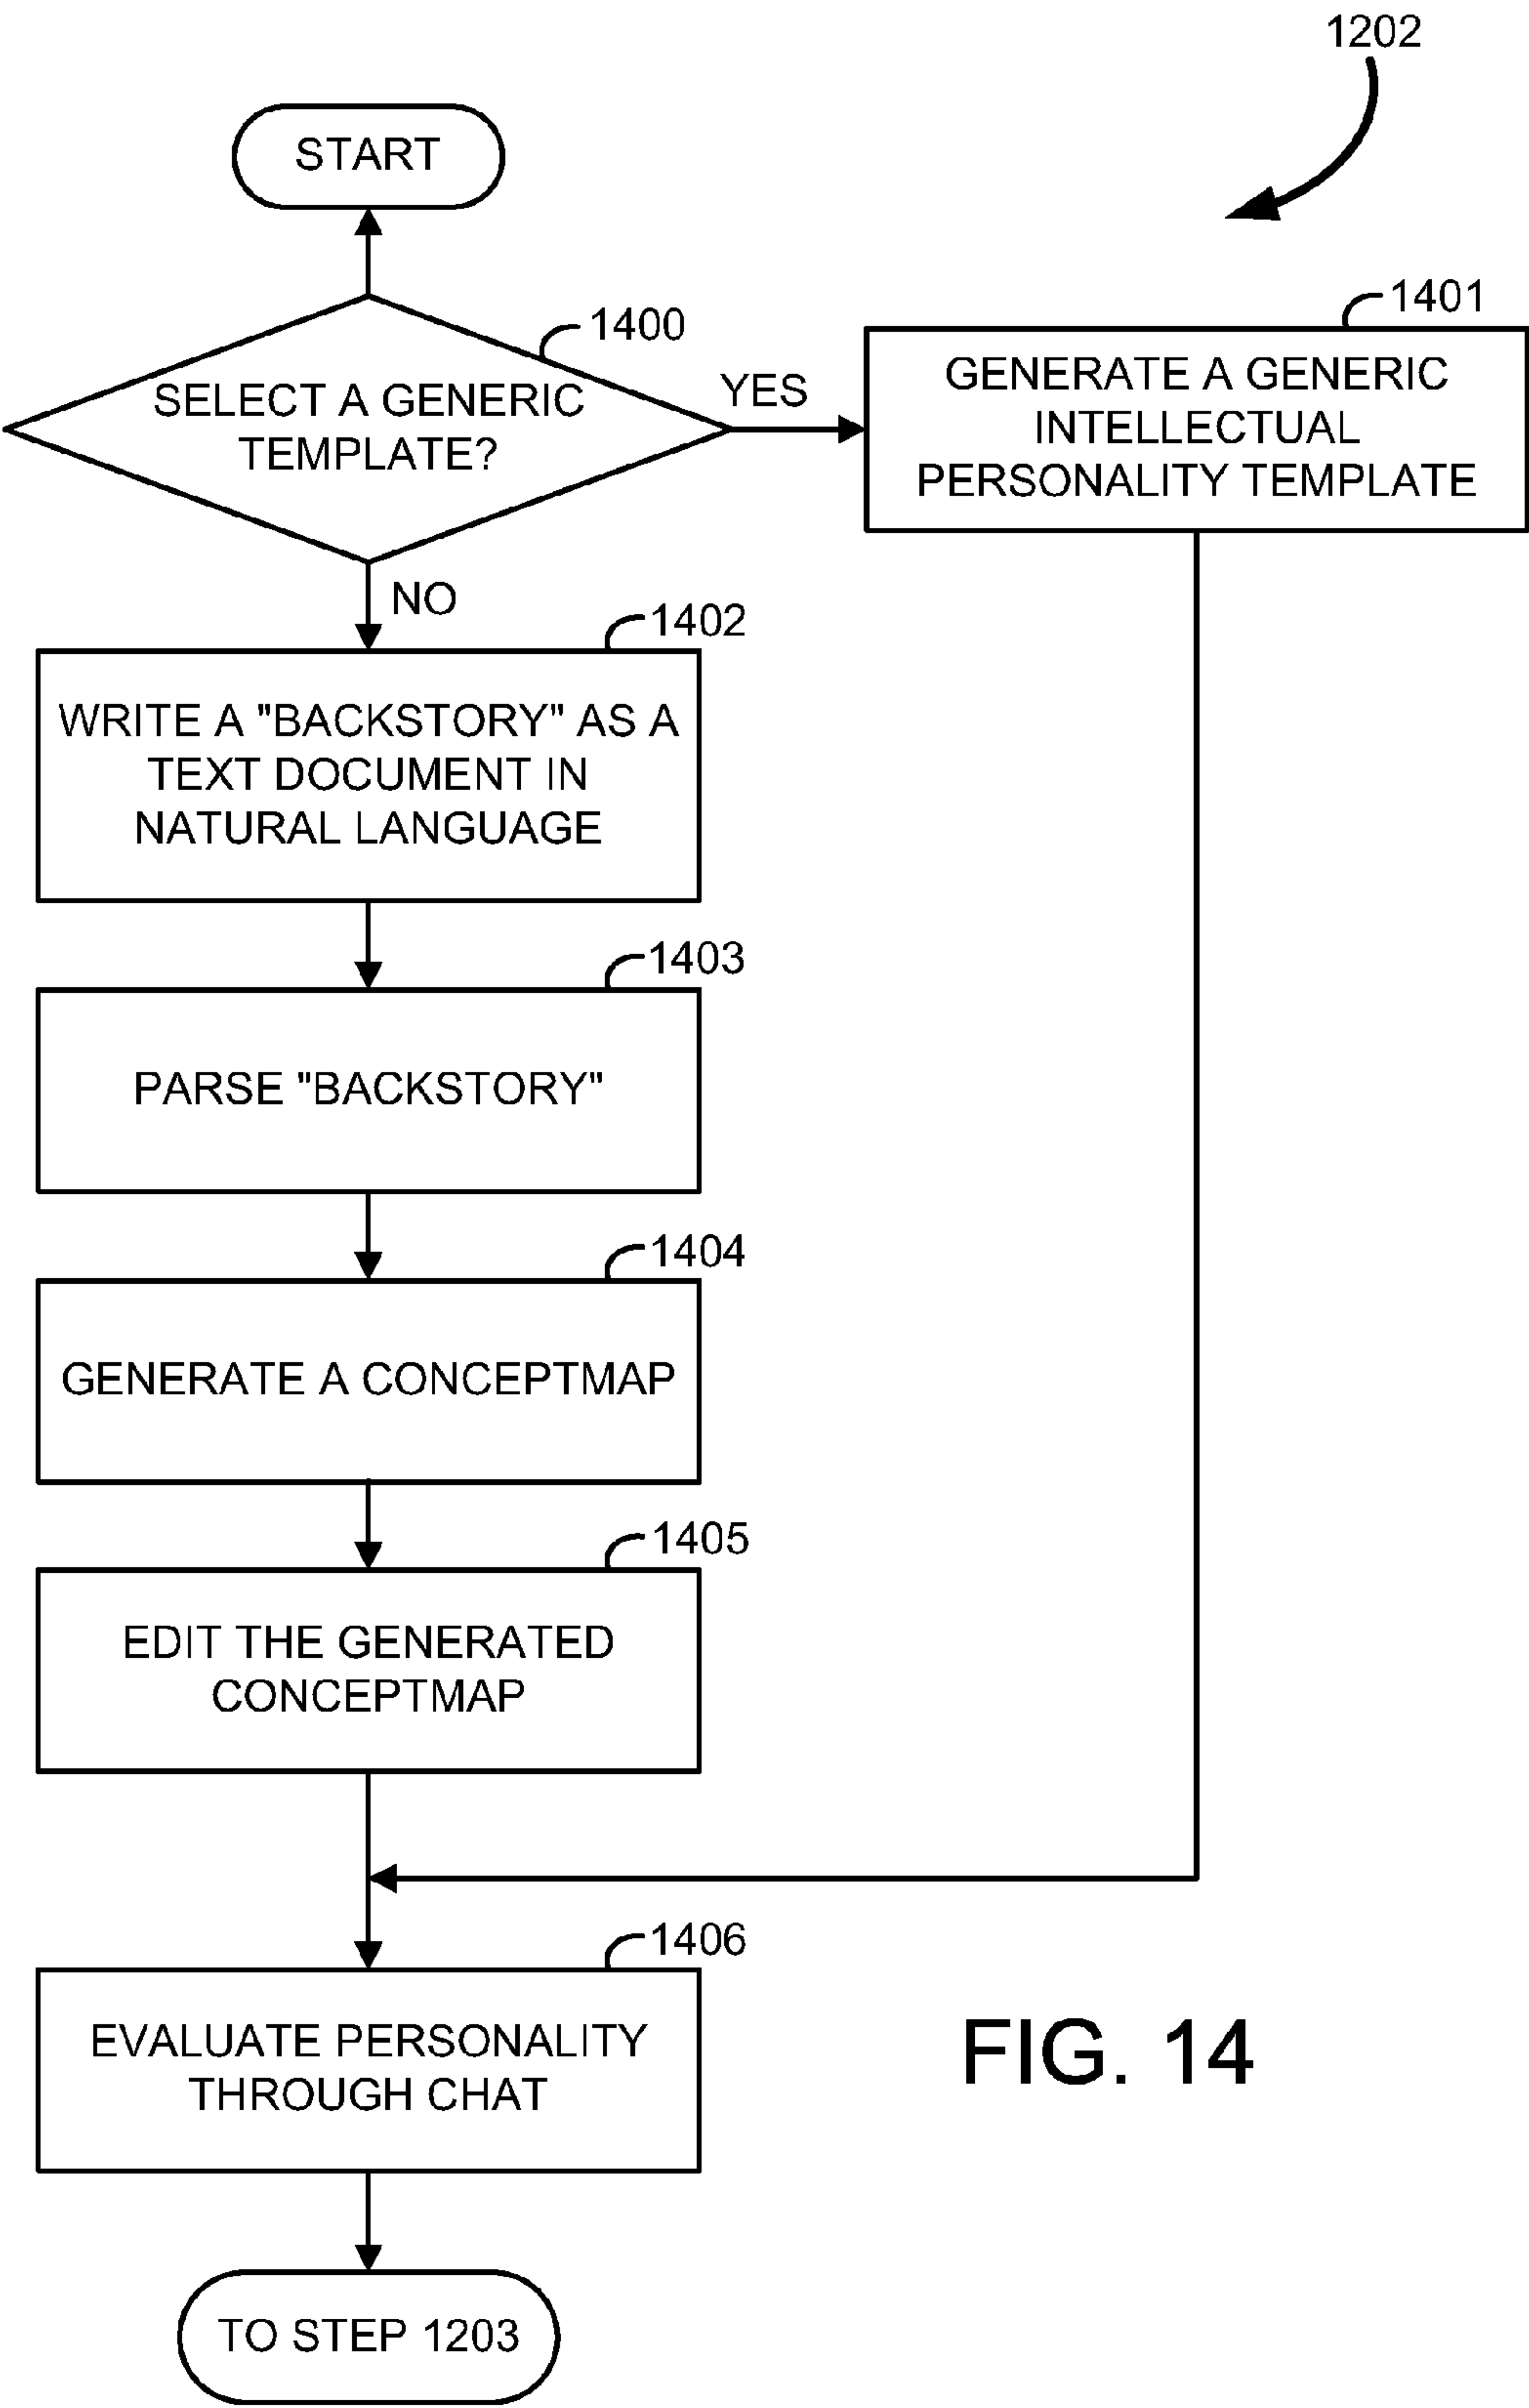 1202
START
1400
SELECT A GENERIC
TEMPLATE?
YES
1401
GENERATE A GENERIC
INTELLECTUAL
PERSONALITY TEMPLATE
NO
1402
WRITE A "BACKSTORY" AS A
TEXT DOCUMENT IN
NATURAL LANGUAGE
1403
PARSE "BACKSTORY"
1404
GENERATE A CONCEPTMAP
1405
EDIT THE GENERATED
CONCEPTMAP
1406
EVALUATE PERSONALITY
THROUGH CHAT
FIG. 14
TO STEP 1203